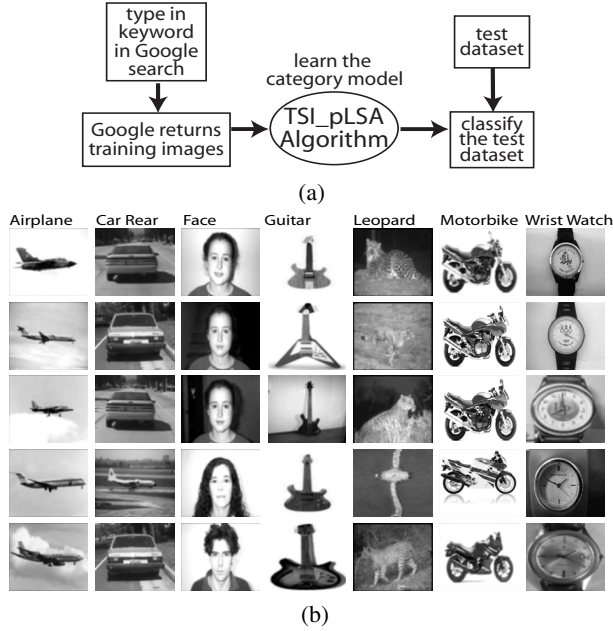 type in
keyword
in Google
search
Google returns
training images
learn the
category model
TSI_pLSA
Algorithm
test
dataset
classify
the test
dataset
(a)
Airplane Car Rear Face Guitar Leopard Motorbike Wrist Watch
(b)